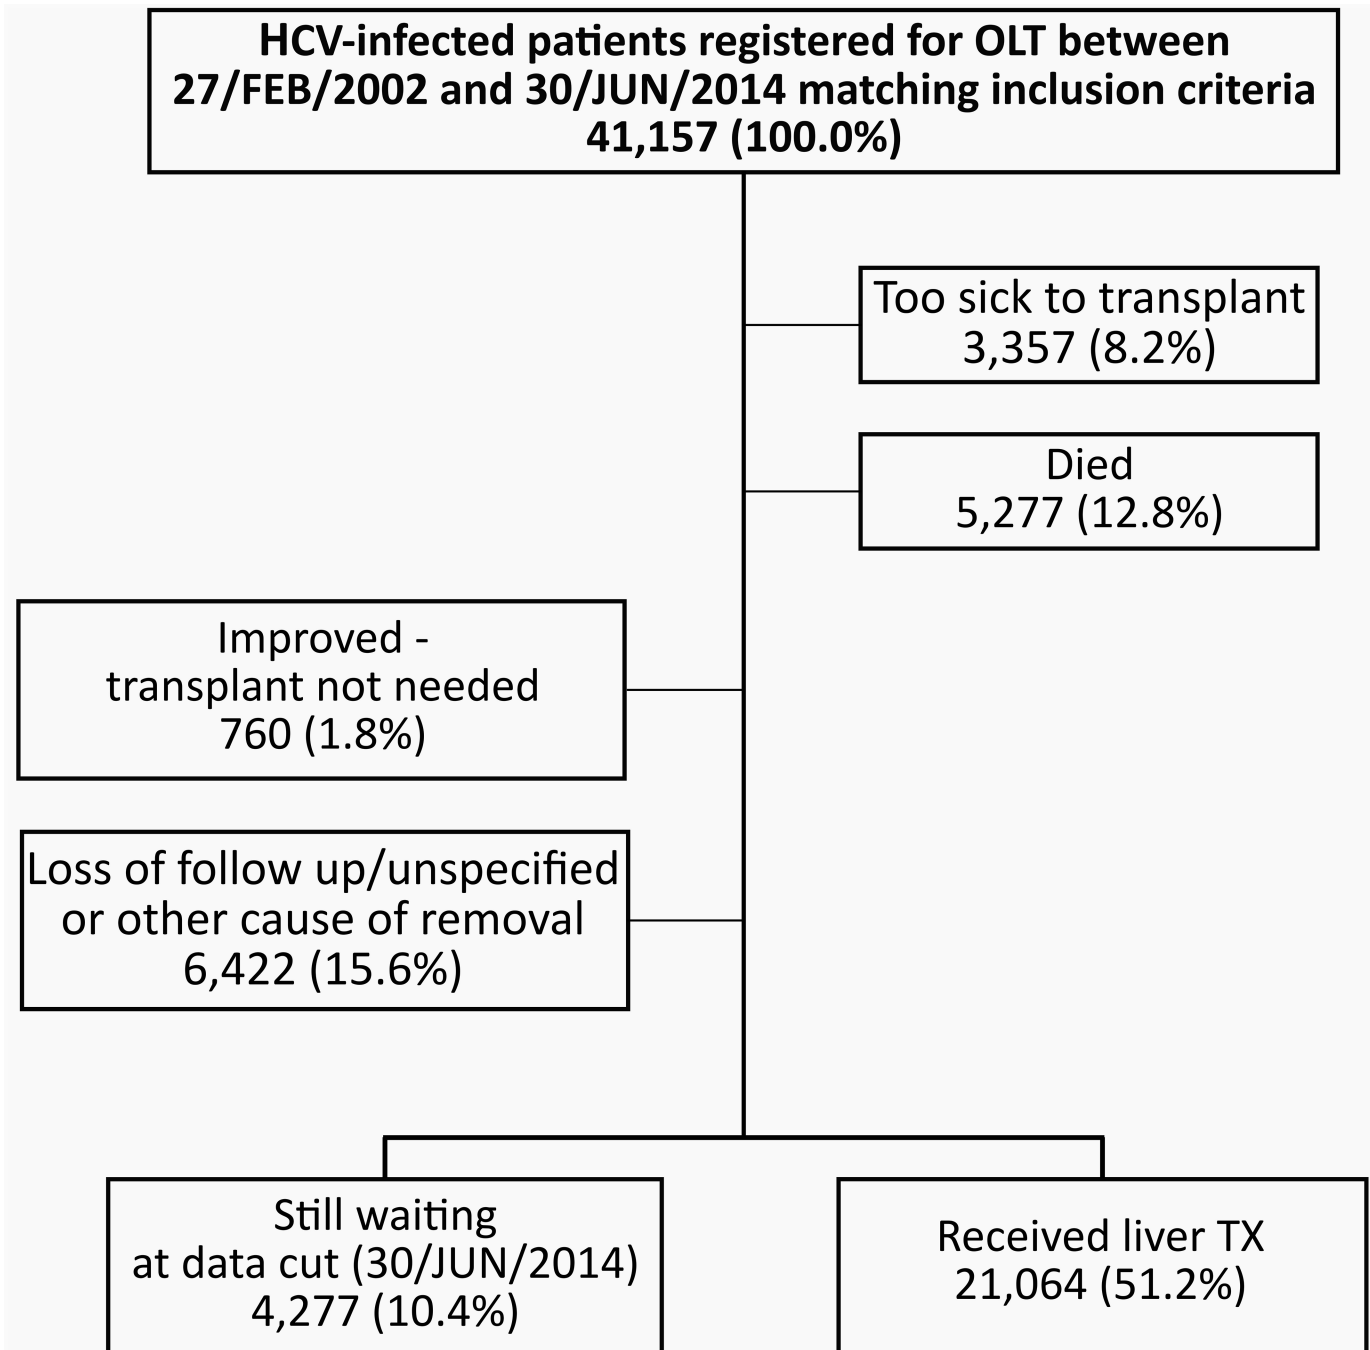 HCV-infected patients registered for OLT between
27/FEB/2002 and 30/JUN/2014 matching inclusion criteria
41,157 (100.0%)
Too sick to transplant
3,357 (8.2%)
Died
5,277 (12.8%)
Improved -
transplant not needed
760 (1.8%)
Loss of follow up/unspecified
or other cause of removal
6,422 (15.6%)
Still waiting
at data cut (30/JUN/2014)
4,277 (10.4%)
Received liver TX
21,064 (51.2%)